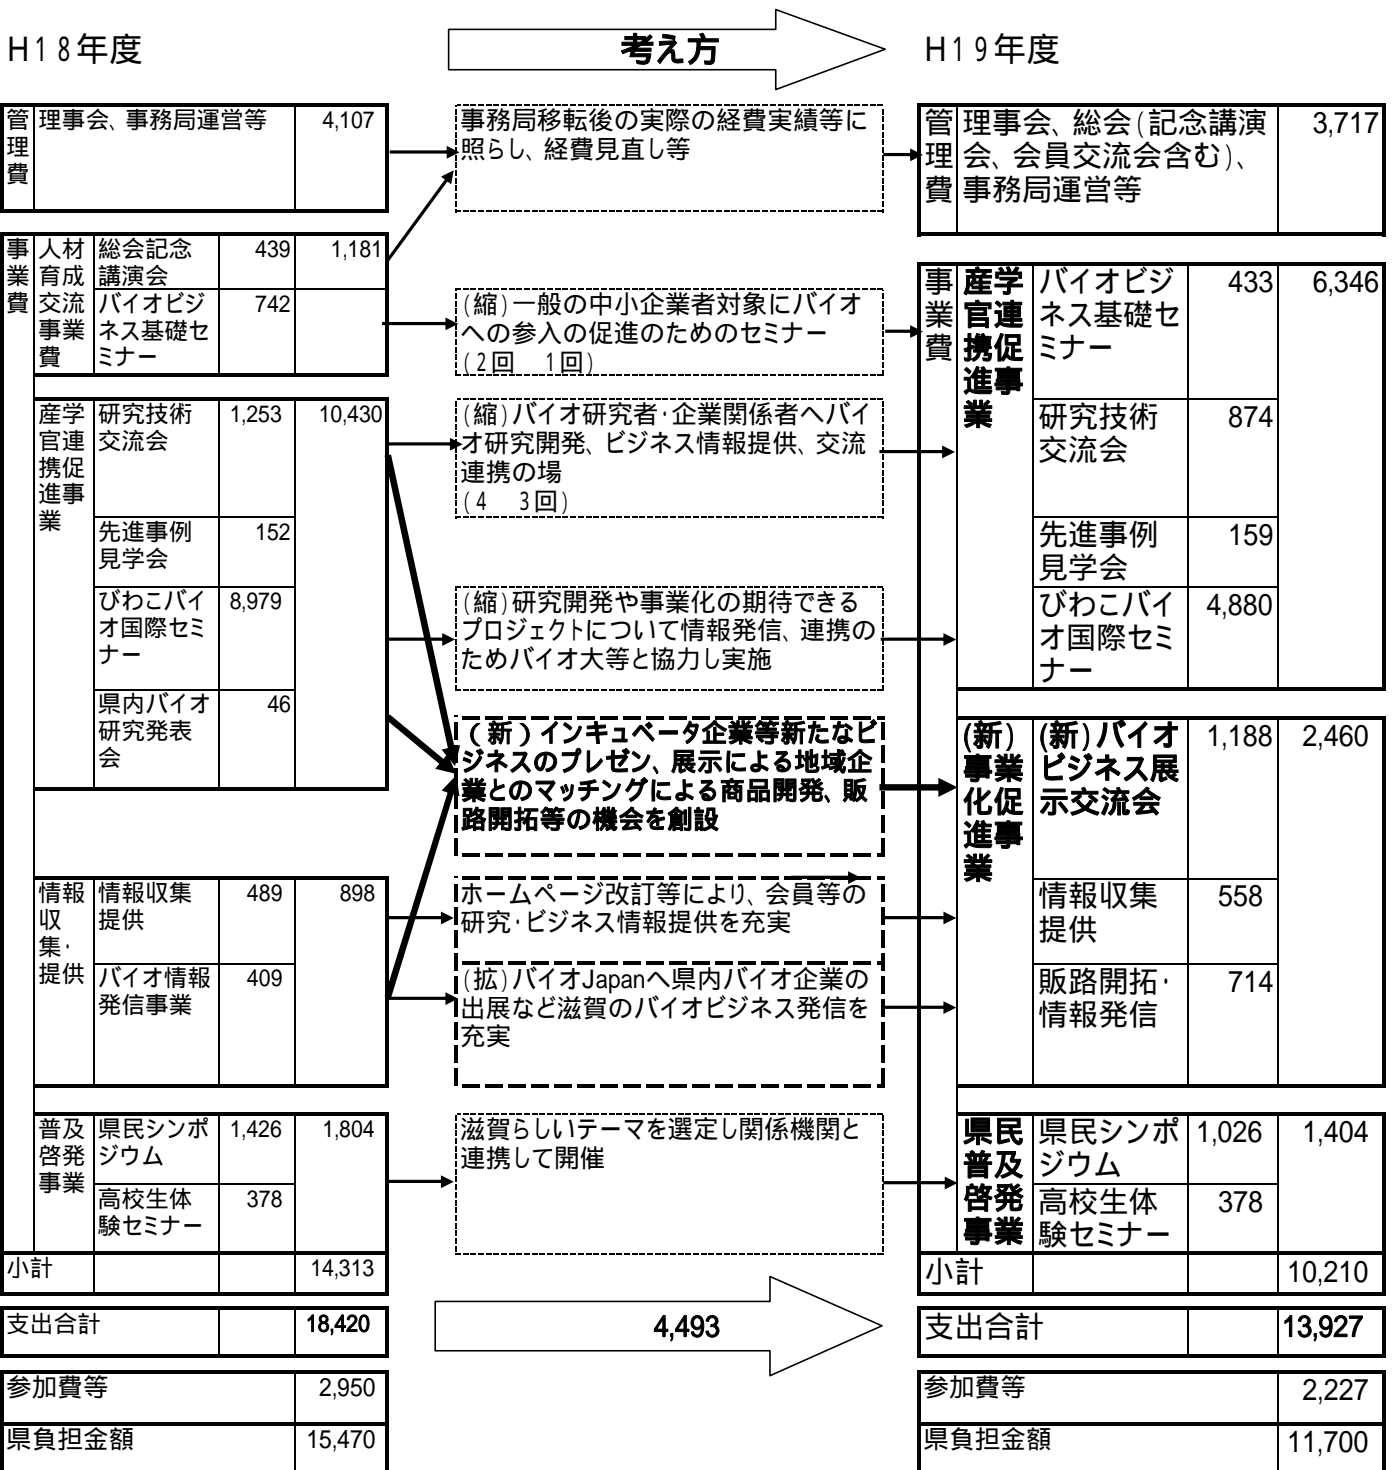 H18年度
考え方
H19年度
管理費
理事会、事務局運営等
4,107
事業費
人材育成交流事業費
総会記念
講演会
439
1,181
バイオビジ
ネス基礎セ
ミナー
742
産学官連携促進事業
研究技術
交流会
1,253
10,430
先進事例
見学会
152
びわこバイ
オ国際セミ
ナー
8,979
県内バイオ
研究発表
会
46
情報収集・提供
情報収集
提供
489
898
バイオ情報
発信事業
409
普及啓発事業
県民シンポ
ジウム
1,426
1,804
高校生体
験セミナー
378
小計
14,313
支出合計
18,420
参加費等
2,950
県負担金額
15,470
事務局移転後の実際の経費実績等に
照らし、経費見直し等
(縮)一般の中小企業者対象にバイオ
への参入の促進のためのセミナー
(2回 1回)
(縮)バイオ研究者・企業関係者へバイ
オ研究開発、ビジネス情報提供、交流
連携の場
(4 3回)
(縮)研究開発や事業化の期待できる
プロジェクトについて情報発信、連携の
ためバイオ大等と協力し実施
(新)インキュベータ企業等新たなビ
ジネスのプレゼン、展示による地域企
業とのマッチングによる商品開発、販
路開拓等の機会を創設
ホームページ改訂等により、会員等の
研究・ビジネス情報提供を充実
(拡)バイオJapanへ県内バイオ企業の
出展など滋賀のバイオビジネス発信を
充実
滋賀らしいテーマを選定し関係機関と
連携して開催
4,493
管理費
理事会、総会(記念講演
会、会員交流会含む)、
事務局運営等
3,717
事業費
産学官連携促進事業
バイオビジ
ネス基礎セ
ミナー
433
6,346
研究技術
交流会
874
先進事例
見学会
159
びわこバイ
オ国際セミ
ナー
4,880
(新)事業化促進事業
(新)バイオ
ビジネス展
示交流会
1,188
2,460
情報収集
提供
558
販路開拓・
情報発信
714
県民普及啓発事業
県民シンポ
ジウム
1,026
1,404
高校生体
験セミナー
378
小計
10,210
支出合計
13,927
参加費等
2,227
県負担金額
11,700